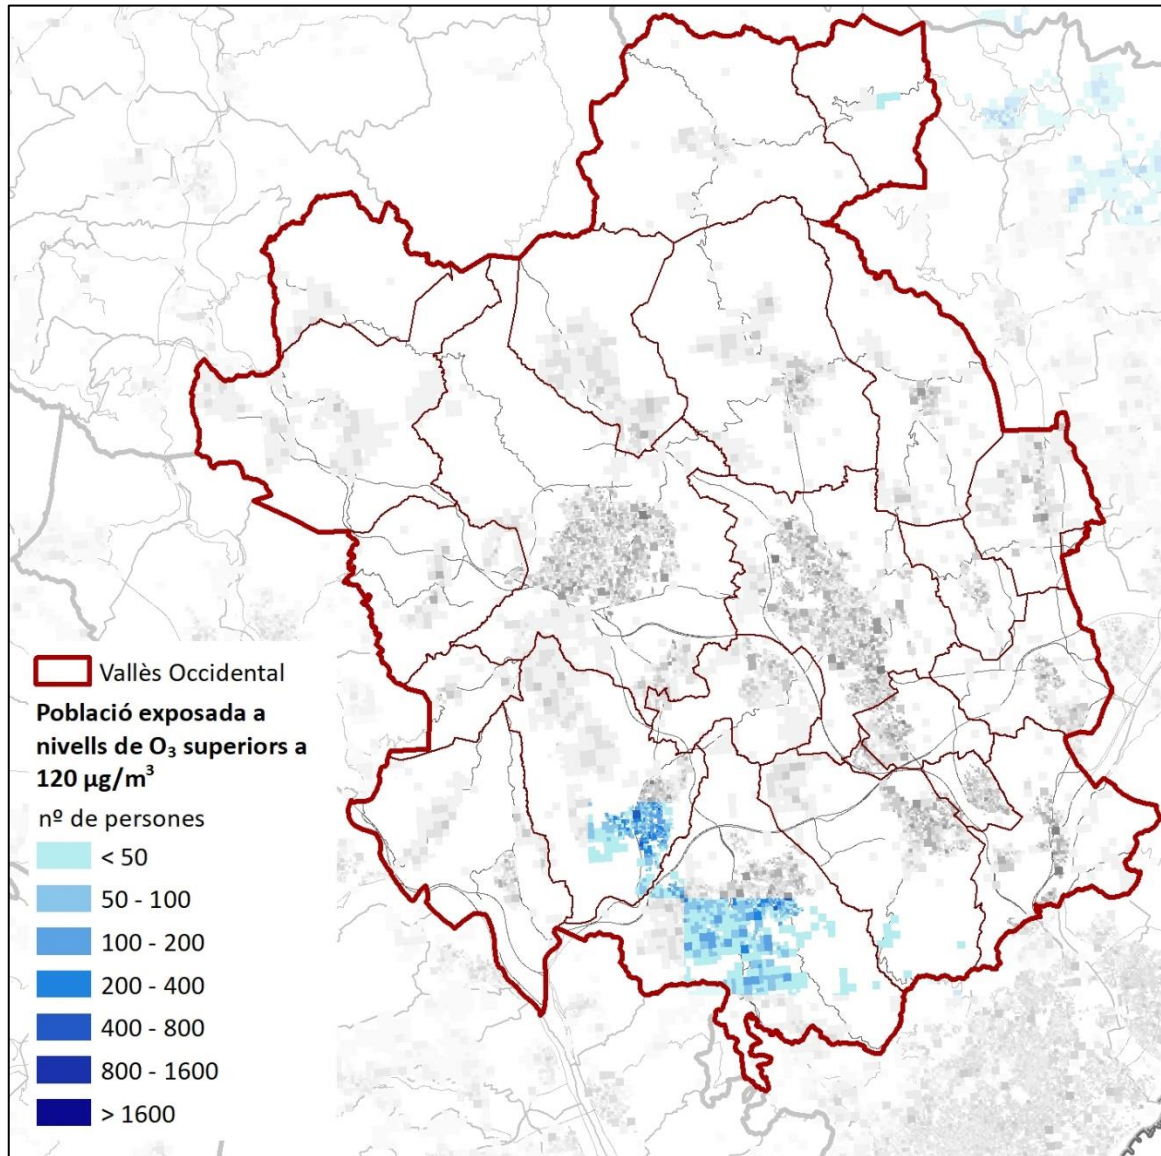 Vallès Occidental
Població exposada a
nivells de O₃ superiors a
120 µg/m³
nº de persones
< 50
50 - 100
100 - 200
200 - 400
400 - 800
800 - 1600
> 1600